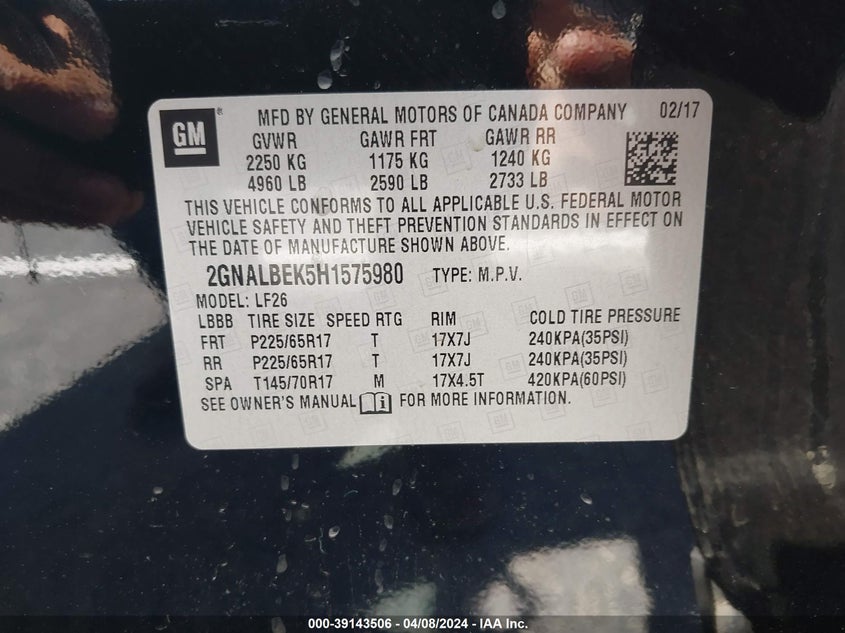 GM ® MFD BY GENERAL MOTORS OF CANADA COMPANY 02/17
GVWR GAWR FRT GAWR RR
2250 KG 1175 KG 1240 KG
4960 LB 2590 LB 2733 LB
THIS VEHICLE CONFORMS TO ALL APPLICABLE U.S. FEDERAL MOTOR
VEHICLE SAFETY AND THEFT PREVENTION STANDARDS IN EFFECT ON
THE DATE OF MANUFACTURE SHOWN ABOVE.
2GNALBEK5H1575980 TYPE: M.P.V.
MODEL: LF26
LBBB TIRE SIZE SPEED RTG RIM COLD TIRE PRESSURE
FRT P225/65R17 T 17X7J 240KPA(35PSI)
RR P225/65R17 T 17X7J 240KPA(35PSI)
SPA T145/70R17 M 17X4.5T 420KPA(60PSI)
SEE OWNER'S MANUAL i FOR MORE INFORMATION.
000-39143506 - 04/08/2024 - IAA Inc.